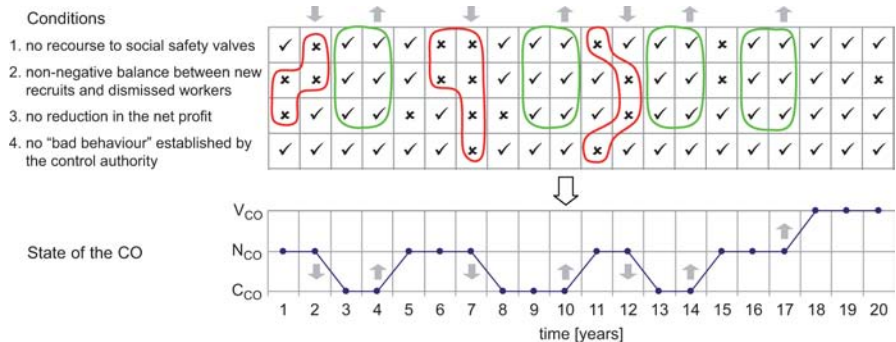 Conditions
1. no recourse to social safety valves
2. non-negative balance between new
recruits and dismissed workers
3. no reduction in the net profit
4. no “bad behaviour” established by
the control authority
State of the CO
V_CO
N_CO
C_CO
1 2 3 4 5 6 7 8 9 10 11 12 13 14 15 16 17 18 19 20
time [years]